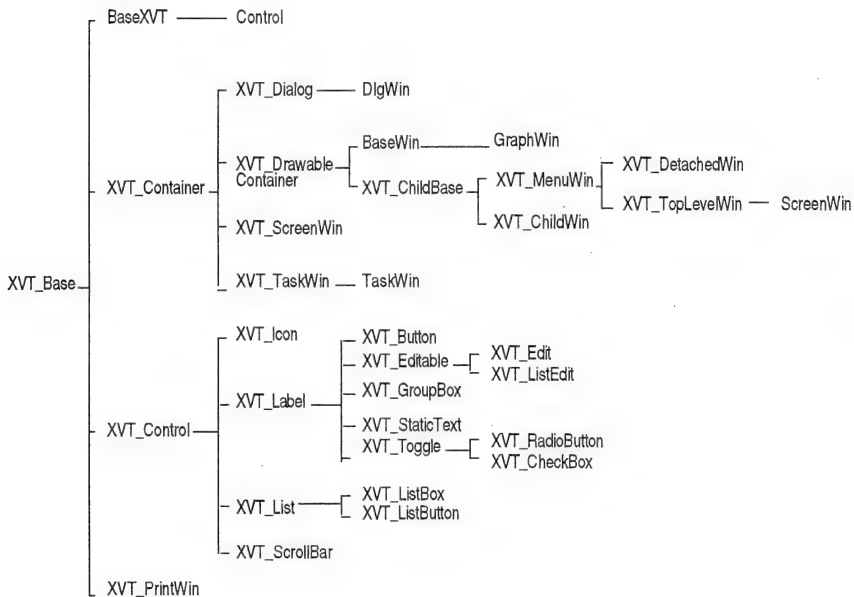 BaseXVT Control
XVT_Dialog DlgWin
BaseWin GraphWin
XVT_Drawable
Container
XVT_DetachedWin
XVT_Container XVT_ChildBase XVT_MenuWin
XVT_TopLevelWin ScreenWin
XVT_ScreenWin XVT_ChildWin
XVT_TaskWin TaskWin
XVT_Base
XVT_Icon XVT_Button
XVT_Editable XVT_Edit
XVT_ListEdit
XVT_Label XVT_GroupBox
XVT_Control XVT_StaticText
XVT_Toggle XVT_RadioButton
XVT_CheckBox
XVT_List XVT_ListBox
XVT_ListButton
XVT_ScrollBar
XVT_PrintWin